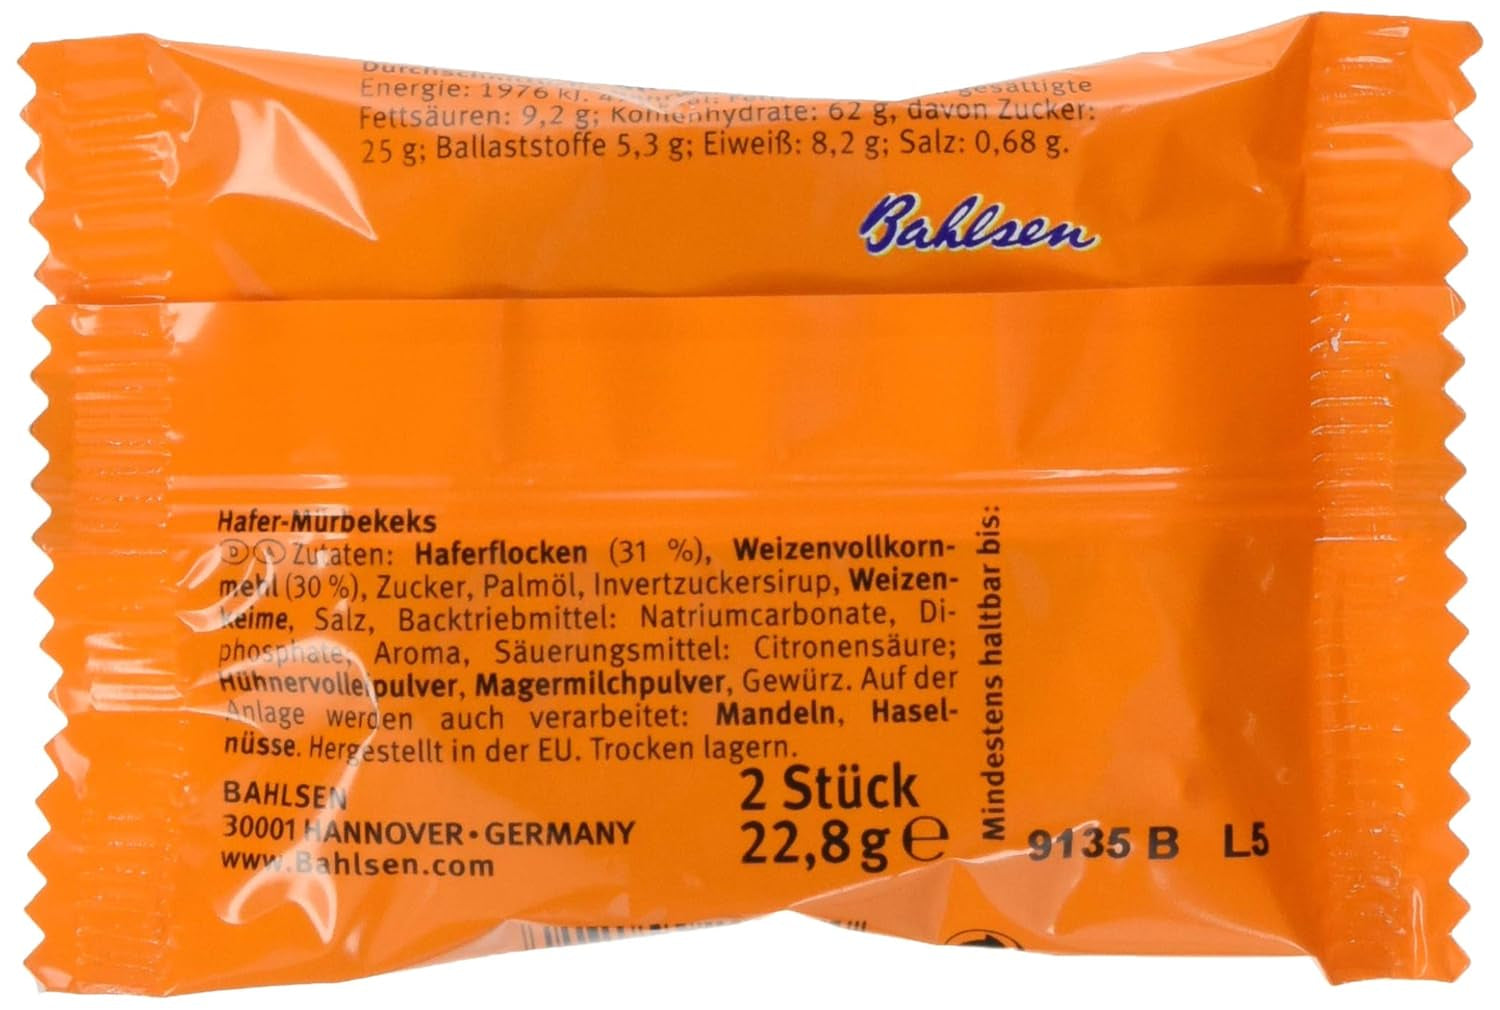 Energie: 1976 kJ. gesättigte
Fettsäuren: 9,2 g; Kohlenhydrate: 62 g, davon Zucker:
25 g; Ballaststoffe 5,3 g; Eiweiß: 8,2 g; Salz: 0,68 g.
Bahlsen
Hafer-Mürbekeks
D A Zutaten: Haferflocken (31 %), Weizenvollkorn-
mehl (30 %), Zucker, Palmöl, Invertzuckersirup, Weizen-
keime, Salz, Backtriebmittel: Natriumcarbonate, Di-
phosphate; Aroma, Säuerungsmittel: Citronensäure;
Hühnervolleipulver, Magermilchpulver, Gewürz. Auf der
Anlage werden auch verarbeitet: Mandeln, Hasel-
nüsse. Hergestellt in der EU. Trocken lagern.
BAHLSEN
30001 HANNOVER • GERMANY
www.Bahlsen.com
2 Stück
22,8 g ℮
Mindestens haltbar bis:
9135 B L5